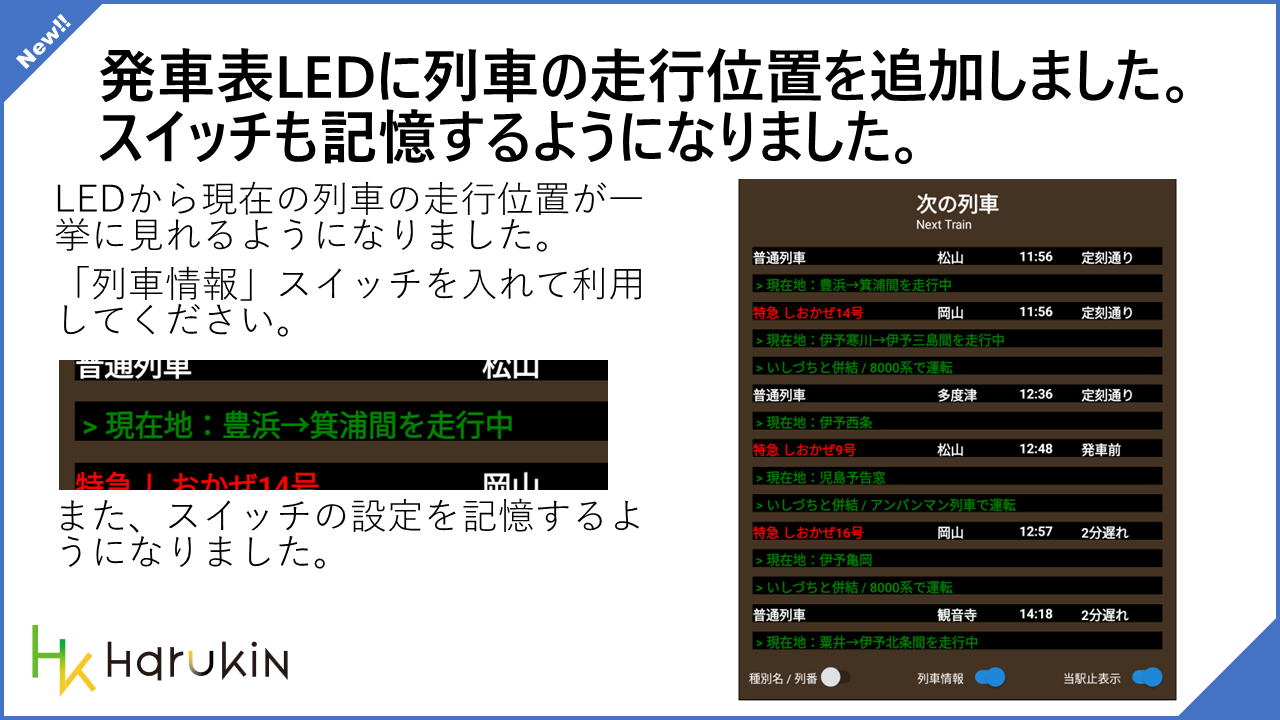 New!!
発車表LEDに列車の走行位置を追加しました。
スイッチも記憶するようになりました。
LEDから現在の列車の走行位置が一
挙に見れるようになりました。
「列車情報」スイッチを入れて利用
してください。
普通列車 松山
> 現在地：豊浜→箕浦間を走行中
特急 しおかぜ14号 岡山
また、スイッチの設定を記憶するよ
うになりました。
HK HarukiN
次の列車
Next Train
普通列車 松山 11:56 定刻通り
> 現在地：豊浜→箕浦間を走行中
特急 しおかぜ14号 岡山 11:56 定刻通り
> 現在地：伊予寒川→伊予三島間を走行中
> いしづちと併結 / 8000系で運転
普通列車 多度津 12:36 定刻通り
> 現在地：伊予西条
特急 しおかぜ9号 松山 12:48 発車前
> 現在地：児島予告窓
> いしづちと併結 / アンパンマン列車で運転
特急 しおかぜ16号 岡山 12:57 2分遅れ
> 現在地：伊予亀岡
> いしづちと併結 / 8000系で運転
普通列車 観音寺 14:18 2分遅れ
> 現在地：粟井→伊予北条間を走行中
種別名 / 列番 列車情報 当駅止表示